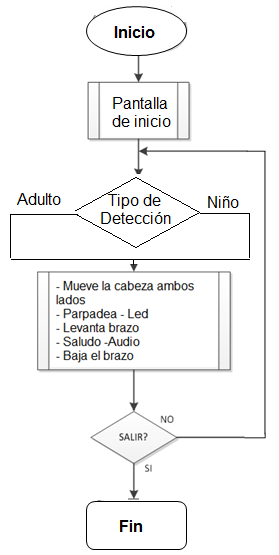 Inicio
Pantalla
de inicio
Adulto
Tipo de
Detección
Niño
- Mueve la cabeza ambos
lados
- Parpadea - Led
- Levanta brazo
- Saludo -Audio
- Baja el brazo
NO
SALIR?
SI
Fin